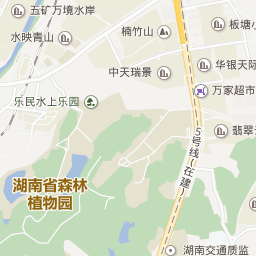 五矿万境水岸
板塘小
水映青山
楠竹山
中天瑞景
华银天际
万家超市
乐民水上乐园
5号线(在建)
翡翠
湖南省森林
植物园
湖南交通质监